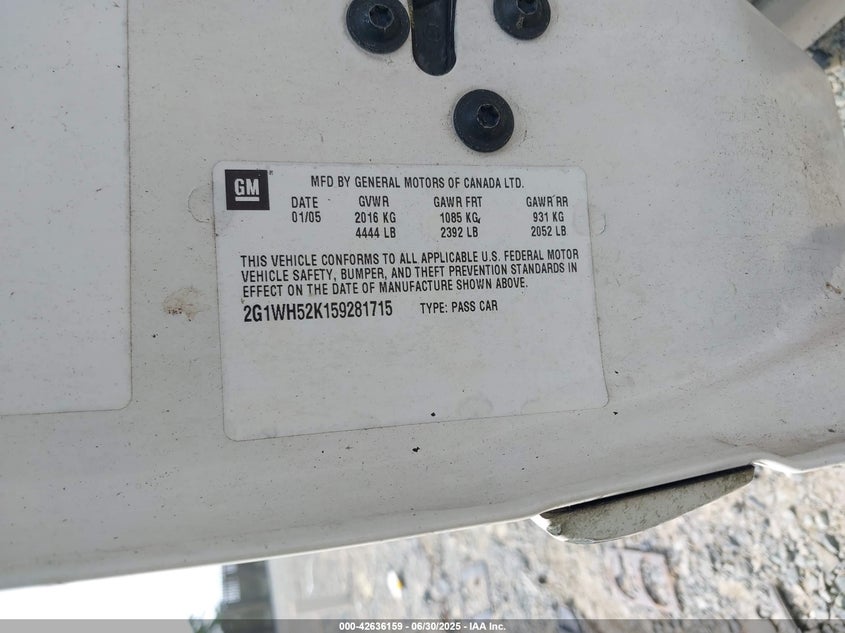 GM
MFD BY GENERAL MOTORS OF CANADA LTD.
DATE GVWR GAWR FRT GAWR RR
01/05 2016 KG 1085 KG 931 KG
4444 LB 2392 LB 2052 LB
THIS VEHICLE CONFORMS TO ALL APPLICABLE U.S. FEDERAL MOTOR
VEHICLE SAFETY, BUMPER, AND THEFT PREVENTION STANDARDS IN
EFFECT ON THE DATE OF MANUFACTURE SHOWN ABOVE.
2G1WH52K159281715 TYPE: PASS CAR
000-42636159 - 06/30/2025 - IAA Inc.